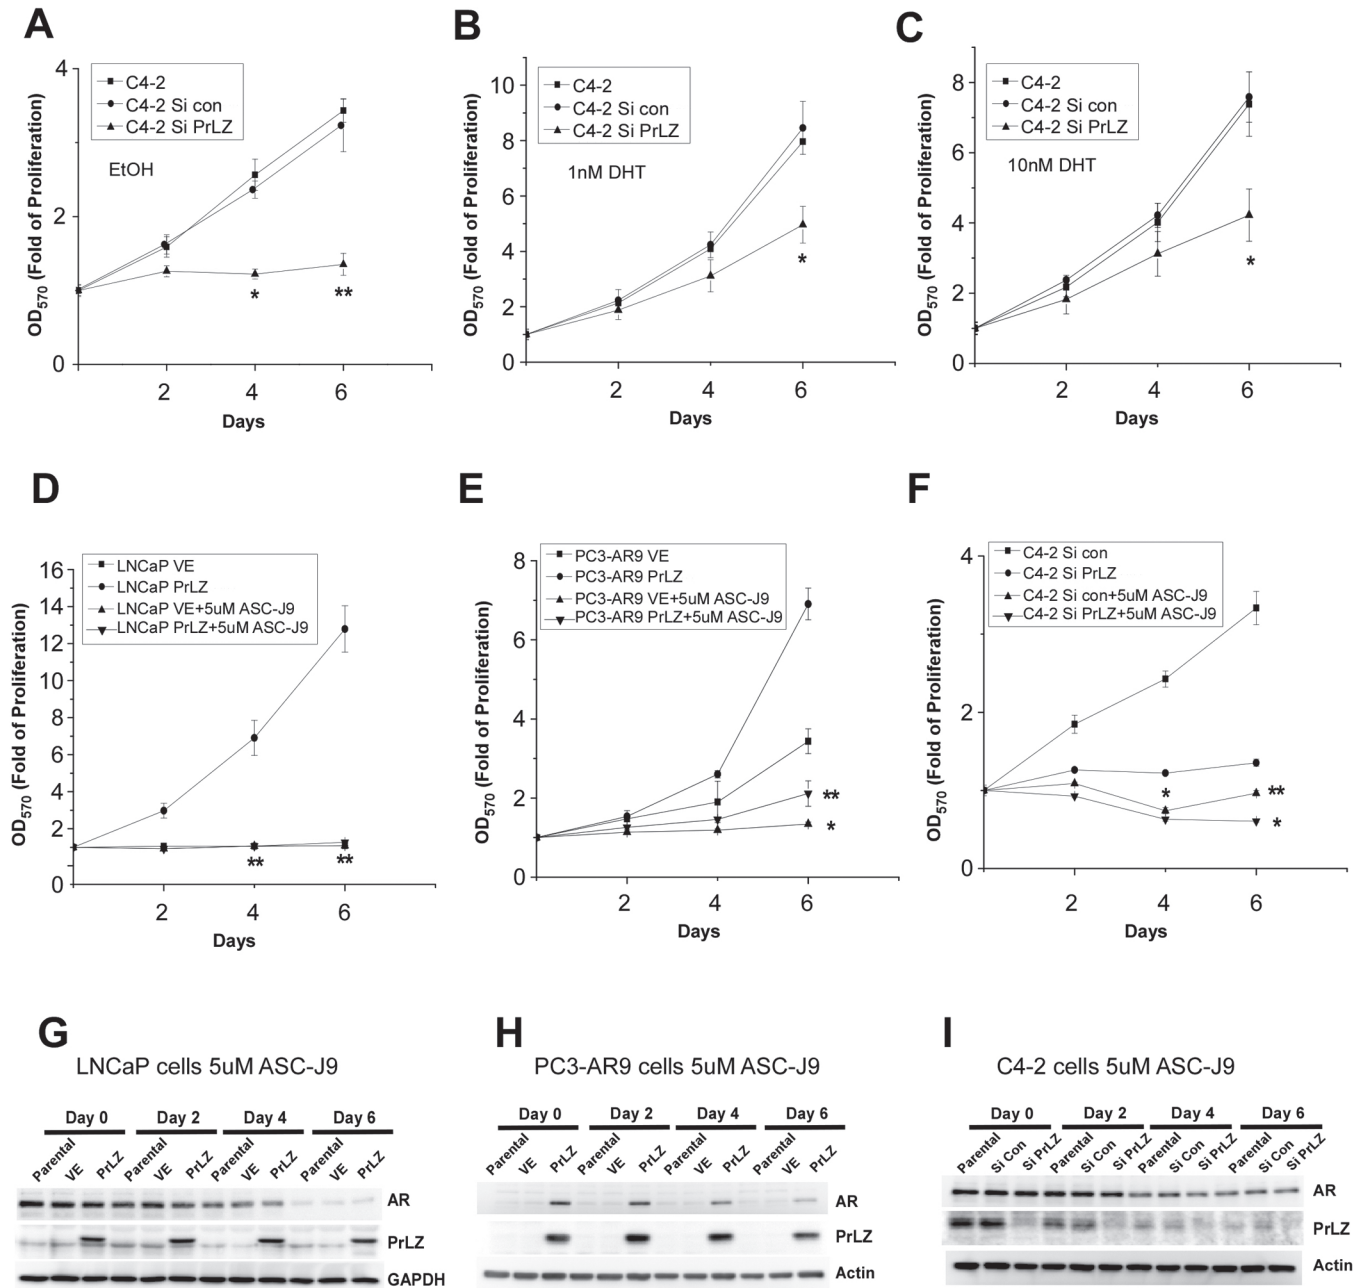 A
4
2
0
OD570 (Fold of Proliferation)
C4-2
C4-2 Si con
C4-2 Si PrLZ
EtOH
*
**
2 4 6
Days
B
10
8
6
4
2
0
OD570 (Fold of Proliferation)
C4-2
C4-2 Si con
C4-2 Si PrLZ
1nM DHT
*
2 4 6
Days
C
8
6
4
2
0
OD570 (Fold of Proliferation)
C4-2
C4-2 Si con
C4-2 Si PrLZ
10nM DHT
*
2 4 6
Days
D
16
14
12
10
8
6
4
2
0
OD570 (Fold of Proliferation)
LNCaP VE
LNCaP PrLZ
LNCaP VE+5uM ASC-J9
LNCaP PrLZ+5uM ASC-J9
** **
2 4 6
Days
E
8
6
4
2
0
OD570 (Fold of Proliferation)
PC3-AR9 VE
PC3-AR9 PrLZ
PC3-AR9 VE+5uM ASC-J9
PC3-AR9 PrLZ+5uM ASC-J9
**
*
2 4 6
Days
F
4
2
0
OD570 (Fold of Proliferation)
C4-2 Si con
C4-2 Si PrLZ
C4-2 Si con+5uM ASC-J9
C4-2 Si PrLZ+5uM ASC-J9
* **
*
2 4 6
Days
G
LNCaP cells 5uM ASC-J9
Day 0 Day 2 Day 4 Day 6
Parental VE PrLZ Parental VE PrLZ Parental VE PrLZ Parental VE PrLZ
AR
PrLZ
GAPDH
H
PC3-AR9 cells 5uM ASC-J9
Day 0 Day 2 Day 4 Day 6
Parental VE PrLZ Parental VE PrLZ Parental VE PrLZ Parental VE PrLZ
AR
PrLZ
Actin
I
C4-2 cells 5uM ASC-J9
Day 0 Day 2 Day 4 Day 6
Parental Si Con Si PrLZ Parental Si Con Si PrLZ Parental Si Con Si PrLZ Parental Si Con Si PrLZ
AR
PrLZ
Actin